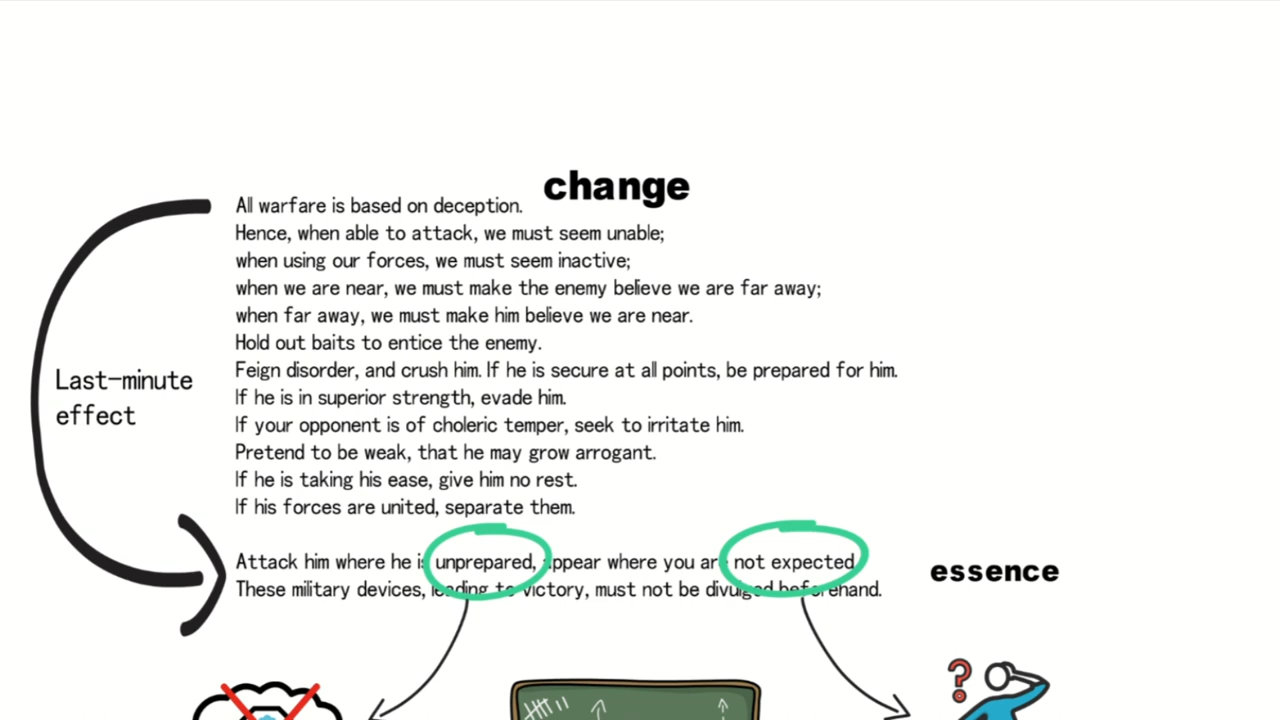 change
All warfare is based on deception.
Hence, when able to attack, we must seem unable;
when using our forces, we must seem inactive;
when we are near, we must make the enemy believe we are far away;
when far away, we must make him believe we are near.
Hold out baits to entice the enemy.
Feign disorder, and crush him. If he is secure at all points, be prepared for him.
If he is in superior strength, evade him.
If your opponent is of choleric temper, seek to irritate him.
Pretend to be weak, that he may grow arrogant.
If he is taking his ease, give him no rest.
If his forces are united, separate them.
Last-minute
effect
Attack him where he is unprepared, appear where you are not expected
These military devices, leading to victory, must not be divulged beforehand.
essence
?